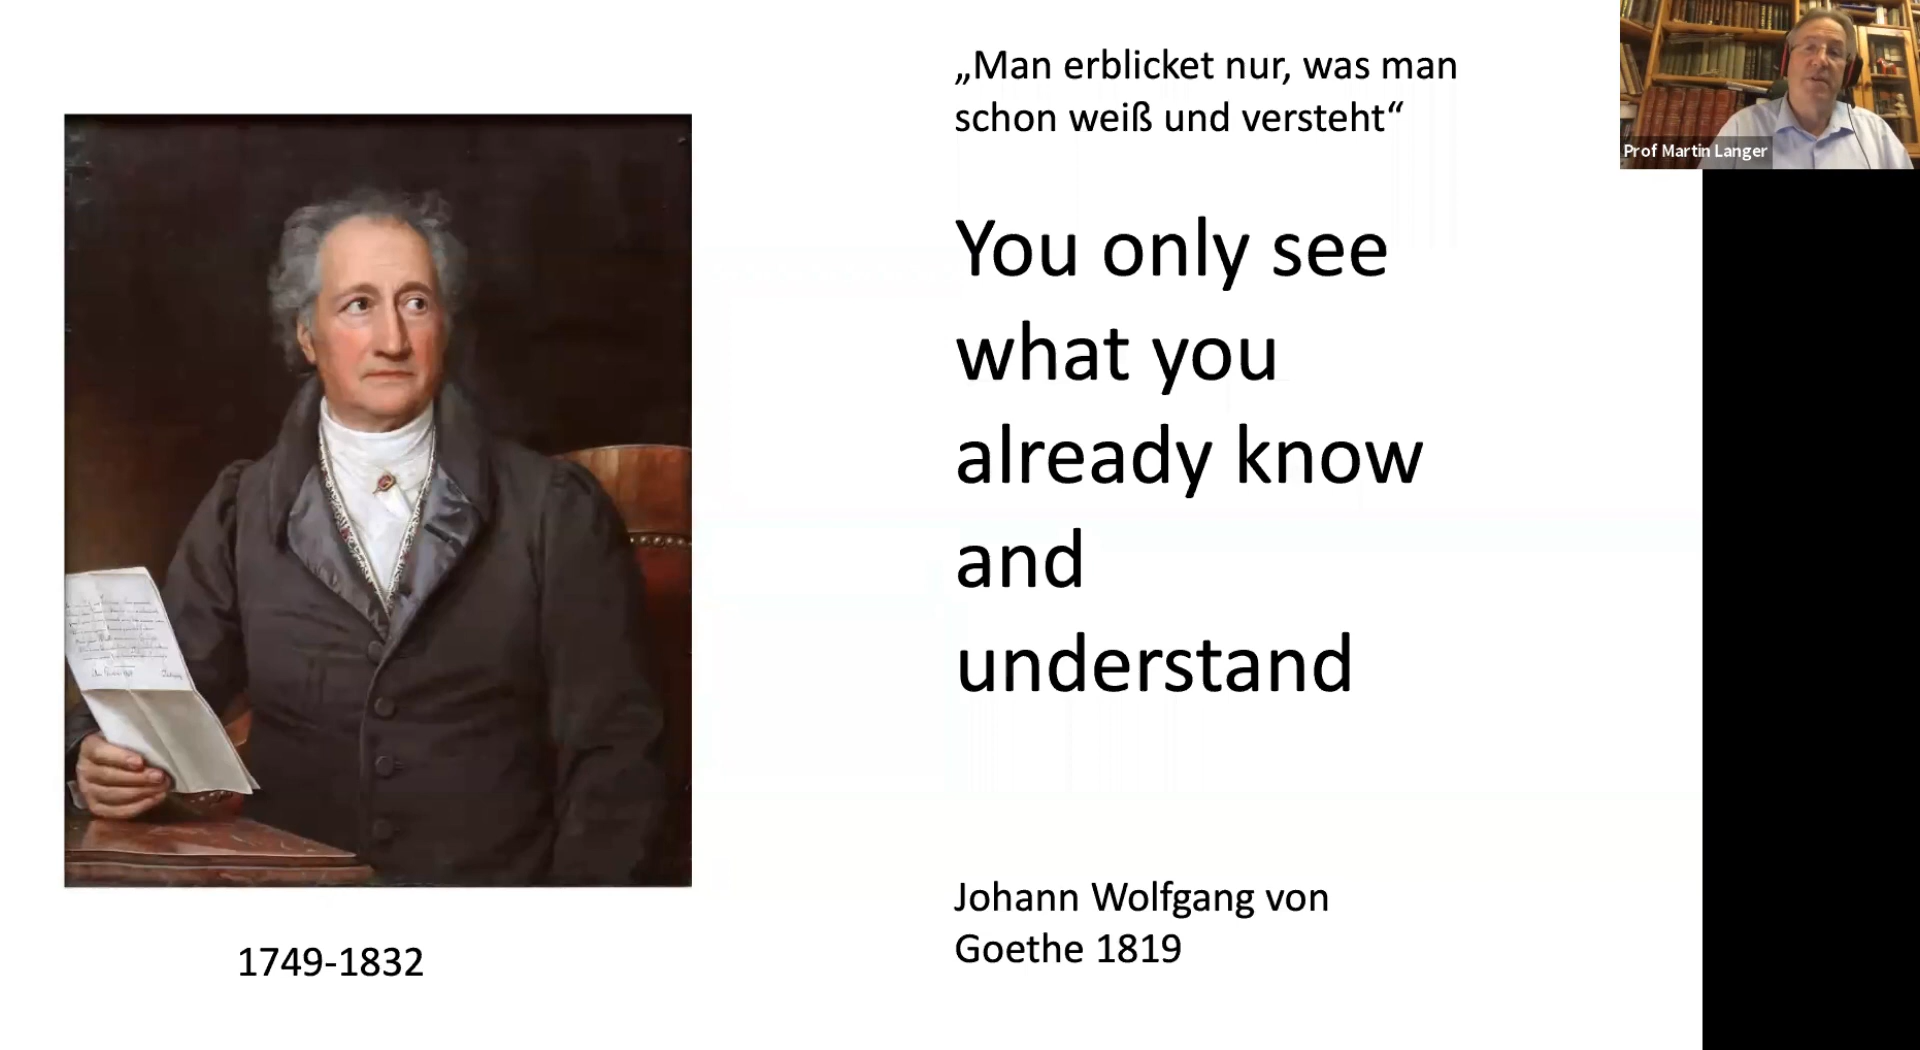 „Man erblicket nur, was man
schon weiß und versteht“
Prof Martin Langer
You only see
what you
already know
and
understand
Johann Wolfgang von
Goethe 1819
1749-1832